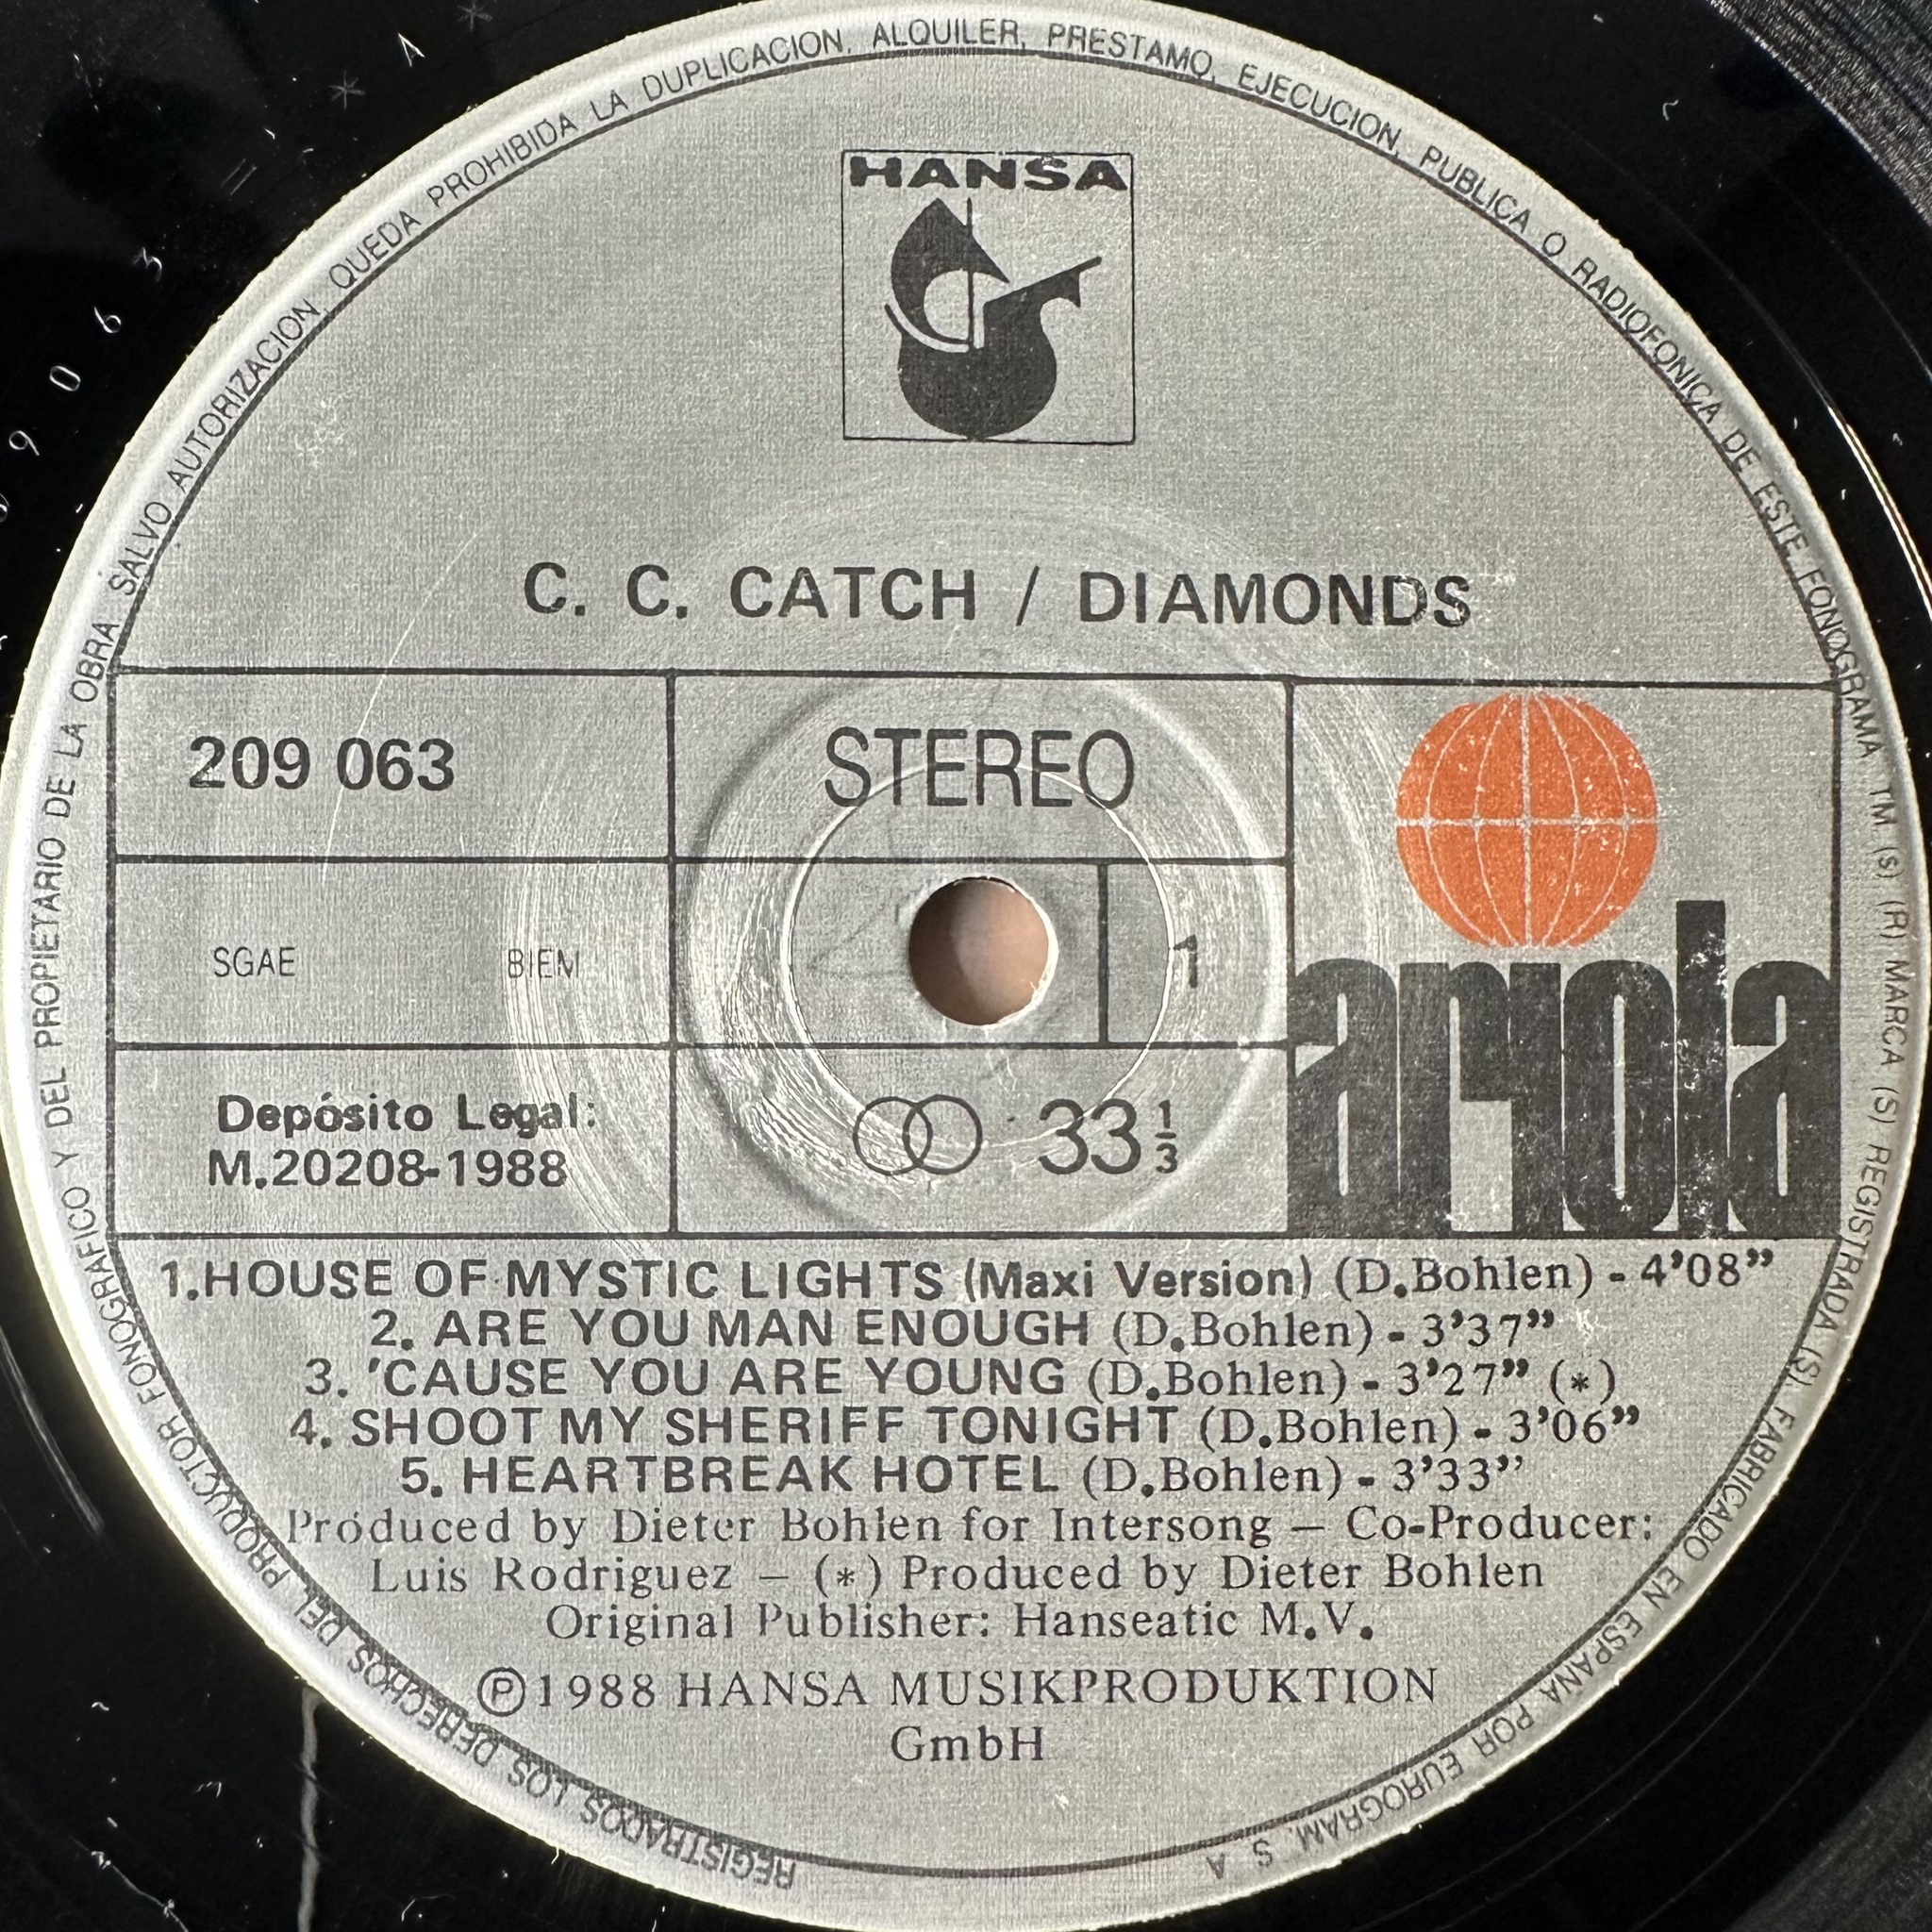 REGISTRADOS LOS DERECHOS DEL PRODUCTOR FONOGRAFICO Y DEL PROPIETARIO DE LA OBRA SALVO AUTORIZACION, QUEDA PROHIBIDA LA DUPLICACION, ALQUILER, PRESTAMO, EJECUCION, PUBLICA O RADIOFONICA DE ESTE FONOGRAMA TM (s) (R) MARCA (S) REGISTRADA (S). FABRICADO EN ESPAÑA POR EUROGRAM, S. A
HANSA
C. C. CATCH / DIAMONDS
209 063
STEREO
SGAE BIEM
1
ariola
Depósito Legal:
M.20208-1988
33 1/3
1.HOUSE OF MYSTIC LIGHTS (Maxi Version) (D.Bohlen) - 4’08”
2. ARE YOU MAN ENOUGH (D.Bohlen) - 3’37”
3. ’CAUSE YOU ARE YOUNG (D.Bohlen) - 3’27” (*)
4. SHOOT MY SHERIFF TONIGHT (D.Bohlen) - 3’06”
5. HEARTBREAK HOTEL (D.Bohlen) - 3’33”
Produced by Dieter Bohlen for Intersong — Co-Producer:
Luis Rodriguez — (*) Produced by Dieter Bohlen
Original Publisher: Hanseatic M.V.
Ⓟ1988 HANSA MUSIKPRODUKTION
GmbH
9 0 6 3 * A *